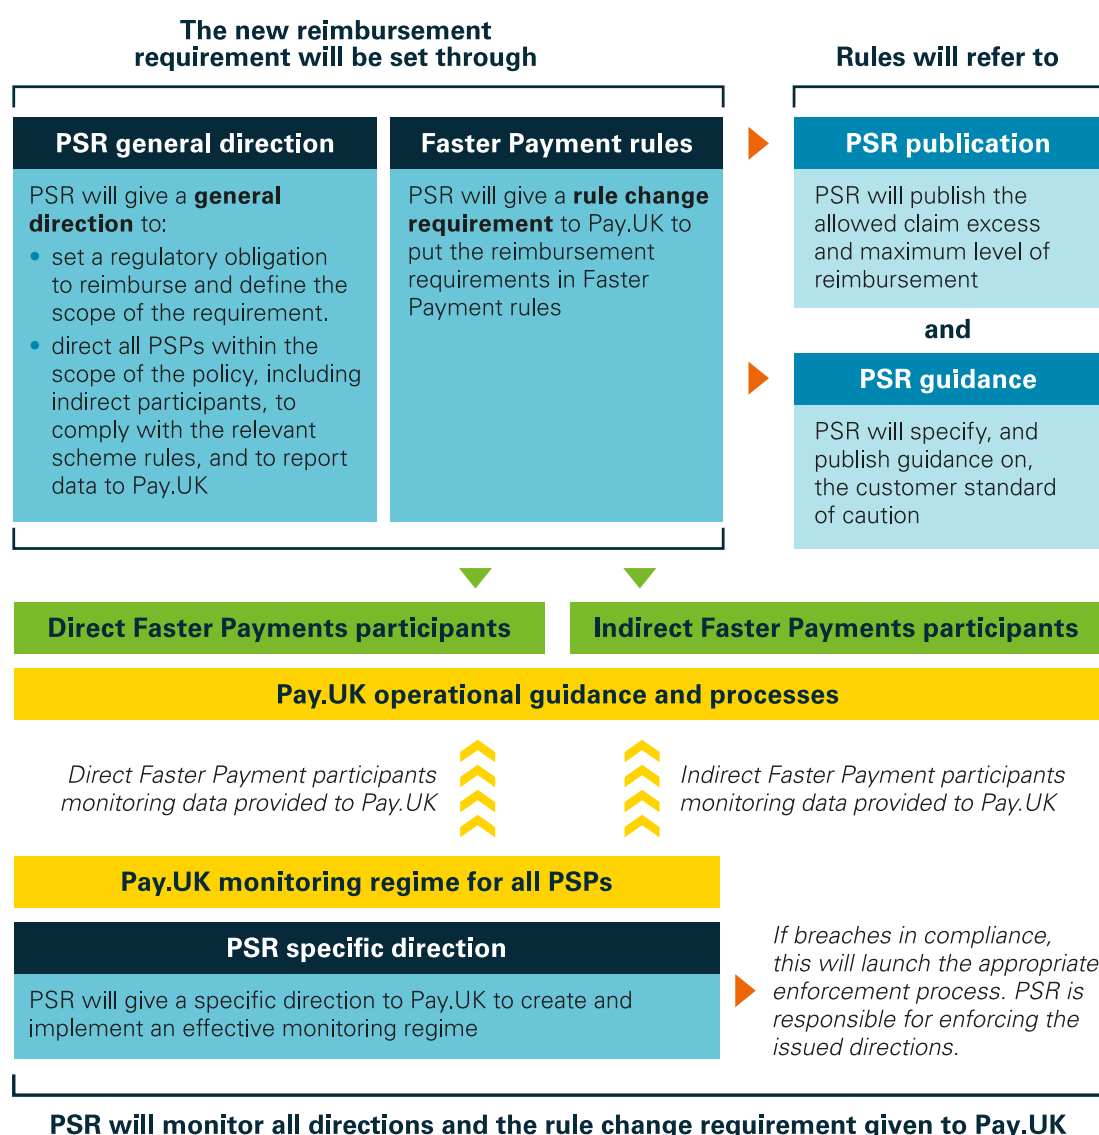 The new reimbursement
requirement will be set through
Rules will refer to
PSR general direction
PSR will give a general
direction to:
• set a regulatory obligation
to reimburse and define the
scope of the requirement.
• direct all PSPs within the
scope of the policy, including
indirect participants, to
comply with the relevant
scheme rules, and to report
data to Pay.UK
Faster Payment rules
PSR will give a rule change
requirement to Pay.UK to
put the reimbursement
requirements in Faster
Payment rules
PSR publication
PSR will publish the
allowed claim excess
and maximum level of
reimbursement
and
PSR guidance
PSR will specify, and
publish guidance on,
the customer standard
of caution
Direct Faster Payments participants
Indirect Faster Payments participants
Pay.UK operational guidance and processes
Direct Faster Payment participants
monitoring data provided to Pay.UK
Indirect Faster Payment participants
monitoring data provided to Pay.UK
Pay.UK monitoring regime for all PSPs
PSR specific direction
PSR will give a specific direction to Pay.UK to create and
implement an effective monitoring regime
If breaches in compliance,
this will launch the appropriate
enforcement process. PSR is
responsible for enforcing the
issued directions.
PSR will monitor all directions and the rule change requirement given to Pay.UK